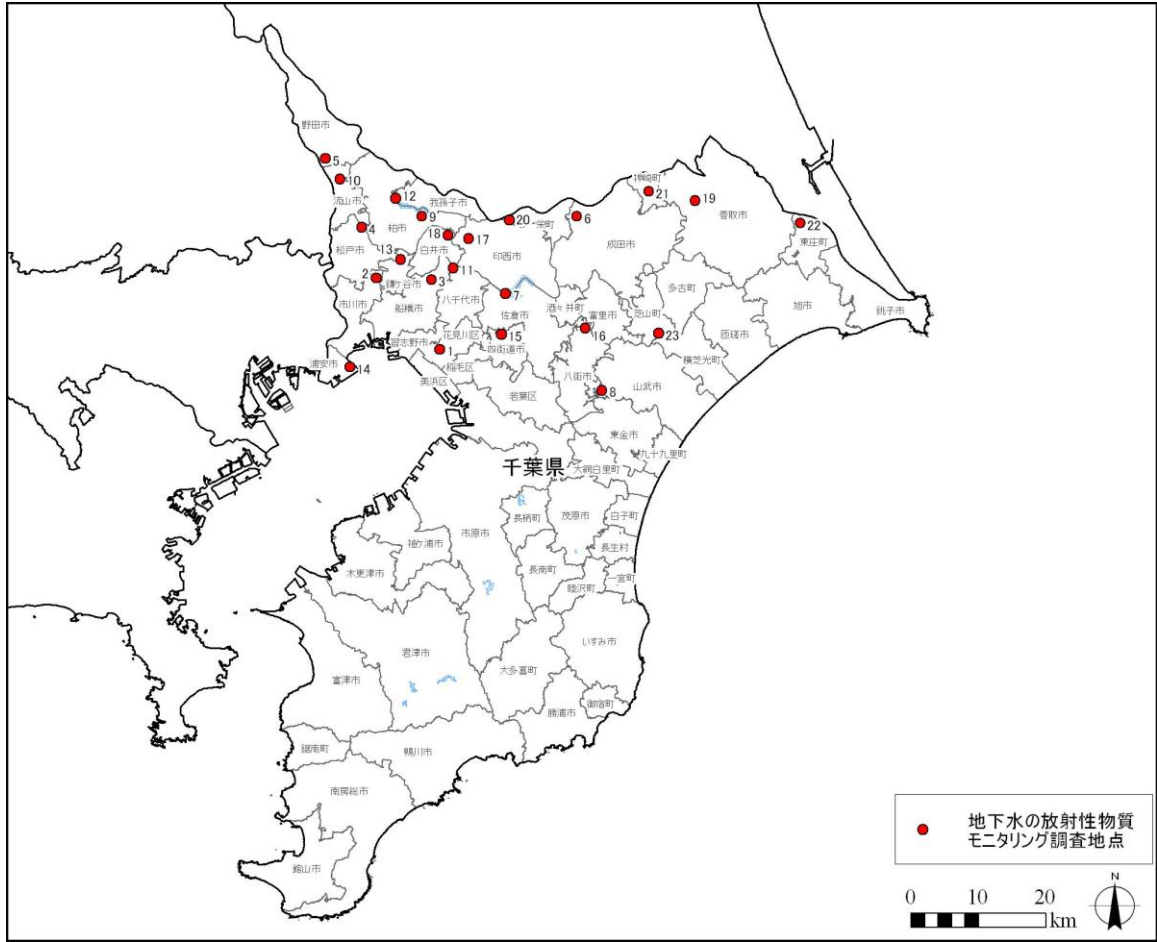 野田市
5
10
流山市
12
我孫子市
9
柏市
4
松戸市
13
18
白井市
17
20
栄町
6
神崎町
21
19
香取市
22
東庄町
成田市
印西市
2
鎌ケ谷市
3
11
市川市
船橋市
八千代市
7
佐倉市
酒々井町
富里市
多古町
芝山町
旭市
銚子市
匝瑳市
横芝光町
習志野市
花見川区
1
15
四街道市
16
23
浦安市
14
稲毛区
美浜区
若葉区
八街市
8
山武市
東金市
九十九里町
大網白里町
千葉県
長柄町
茂原市
白子町
市原市
長生村
袖ケ浦市
木更津市
長南町
睦沢町
一宮町
いすみ市
君津市
大多喜町
富津市
御宿町
勝浦市
鋸南町
鴨川市
南房総市
館山市
地下水の放射性物質
モニタリング調査地点
N
0 10 20
km